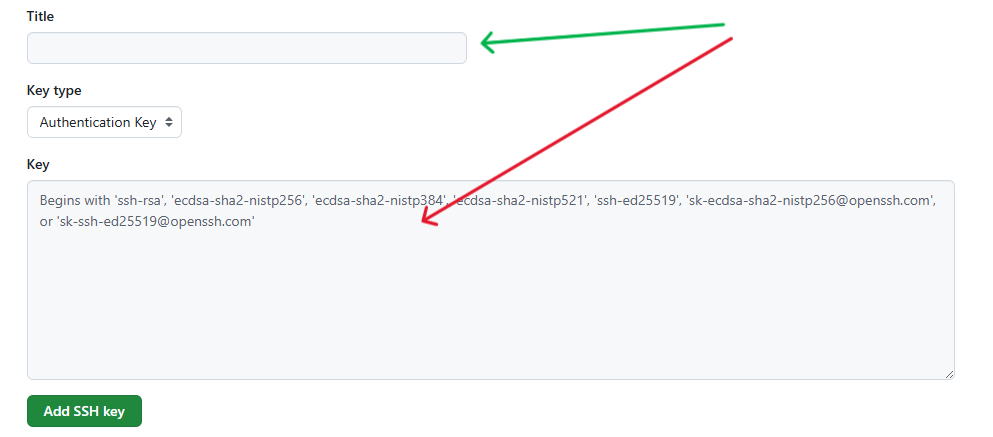 Title
Key type
Authentication Key
Key
Begins with 'ssh-rsa', 'ecdsa-sha2-nistp256', 'ecdsa-sha2-nistp384', 'ecdsa-sha2-nistp521', 'ssh-ed25519', 'sk-ecdsa-sha2-nistp256@openssh.com',
or 'sk-ssh-ed25519@openssh.com'
Add SSH key